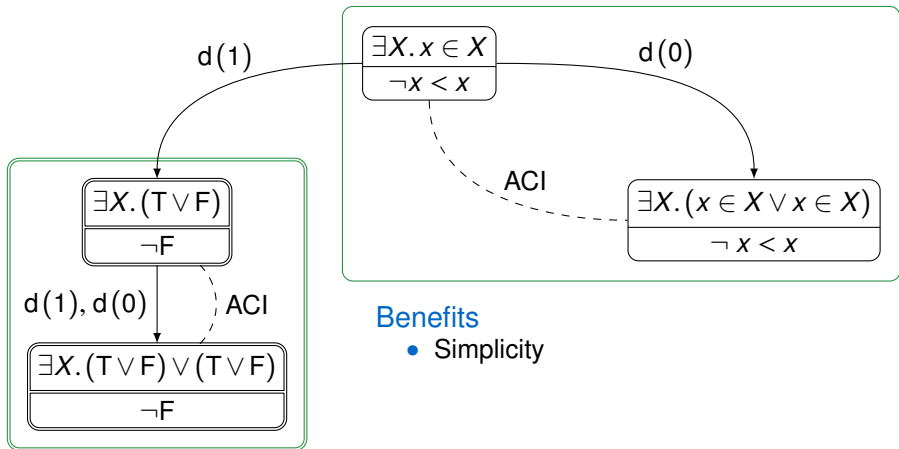 ∃X. x ∈ X
¬x < x
d(1)
d(0)
ACI
∃X. (T ∨ F)
¬F
∃X. (x ∈ X ∨ x ∈ X)
¬ x < x
d(1), d(0)
ACI
∃X. (T ∨ F) ∨ (T ∨ F)
¬F
Benefits
• Simplicity